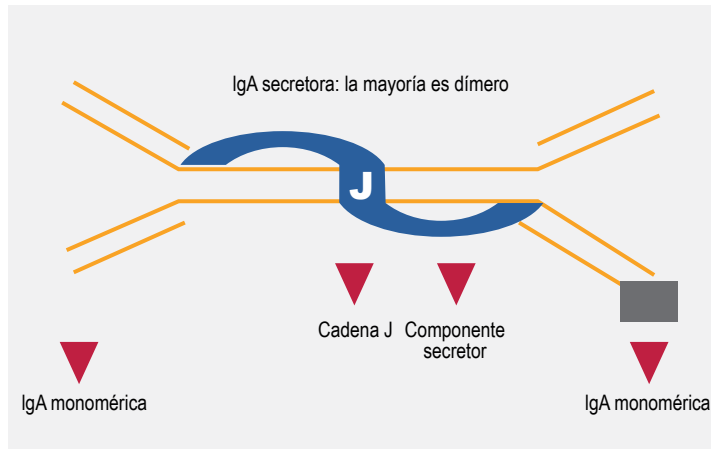 IgA secretora: la mayoría es dímero
J
Cadena J
Componente
secretor
IgA monomérica
IgA monomérica